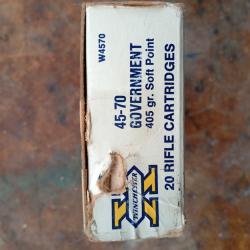 W4570
45-70
GOVERNMENT
405 gr. Soft Point
WINCHESTER
20 RIFLE CARTRIDGES